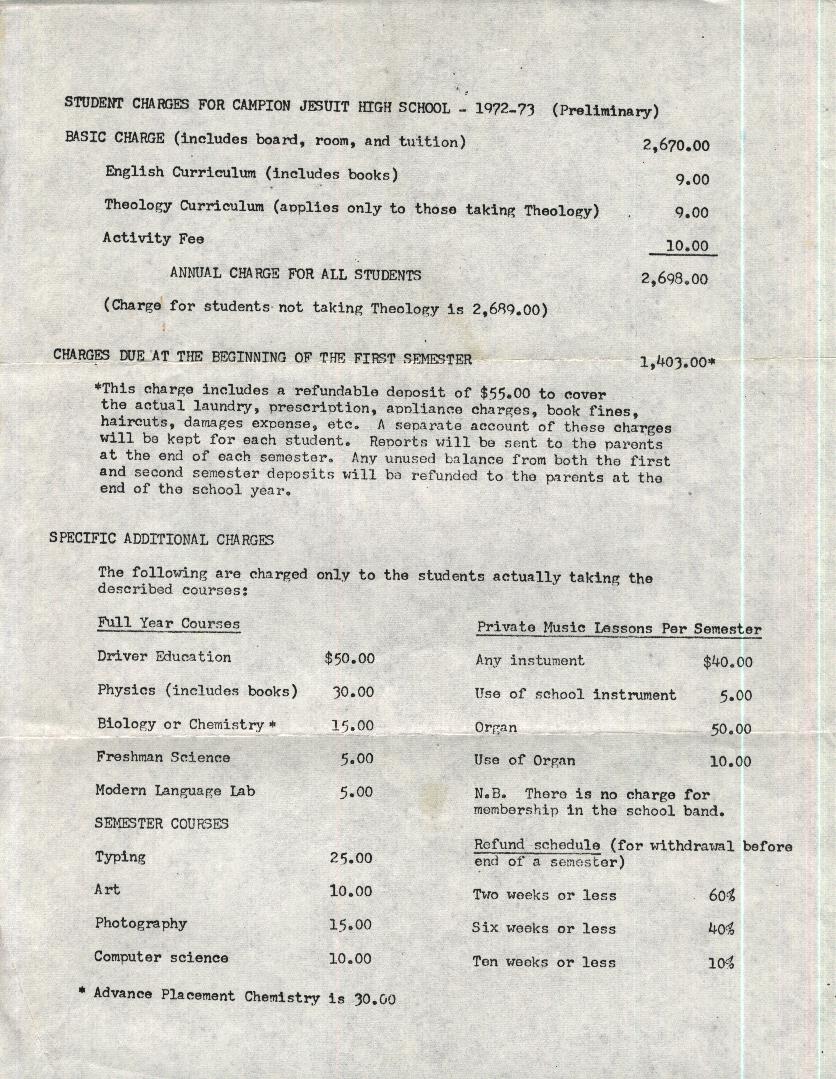 STUDENT CHARGES FOR CAMPION JESUIT HIGH SCHOOL - 1972-73 (Preliminary)
BASIC CHARGE (includes board, room, and tuition) 2,670.00
English Curriculum (includes books) 9.00
Theology Curriculum (applies only to those taking Theology) 9.00
Activity Fee 10.00
ANNUAL CHARGE FOR ALL STUDENTS 2,698.00
(Charge for students not taking Theology is 2,689.00)
CHARGES DUE AT THE BEGINNING OF THE FIRST SEMESTER 1,403.00*
*This charge includes a refundable deposit of $55.00 to cover
the actual laundry, prescription, appliance charges, book fines,
haircuts, damages expense, etc. A separate account of these charges
will be kept for each student. Reports will be sent to the parents
at the end of each semester. Any unused balance from both the first
and second semester deposits will be refunded to the parents at the
end of the school year.
SPECIFIC ADDITIONAL CHARGES
The following are charged only to the students actually taking the
described courses:
Full Year Courses
Driver Education $50.00
Physics (includes books) 30.00
Biology or Chemistry * 15.00
Freshman Science 5.00
Modern Language Lab 5.00
SEMESTER COURSES
Typing 25.00
Art 10.00
Photography 15.00
Computer science 10.00
* Advance Placement Chemistry is 30.00
Private Music Lessons Per Semester
Any instument $40.00
Use of school instrument 5.00
Organ 50.00
Use of Organ 10.00
N.B. There is no charge for
membership in the school band.
Refund schedule (for withdrawal before
end of a semester)
Two weeks or less 60%
Six weeks or less 40%
Ten weeks or less 10%